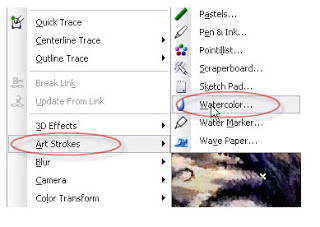 Quick Trace
Centerline Trace
Outline Trace
Break Link
Update From Link
3D Effects
Art Strokes
Blur
Camera
Color Transform
Pastels...
Pen & Ink...
Pointillist...
Scraperboard...
Sketch Pad...
Watercolor...
Water Marker...
Wave Paper...